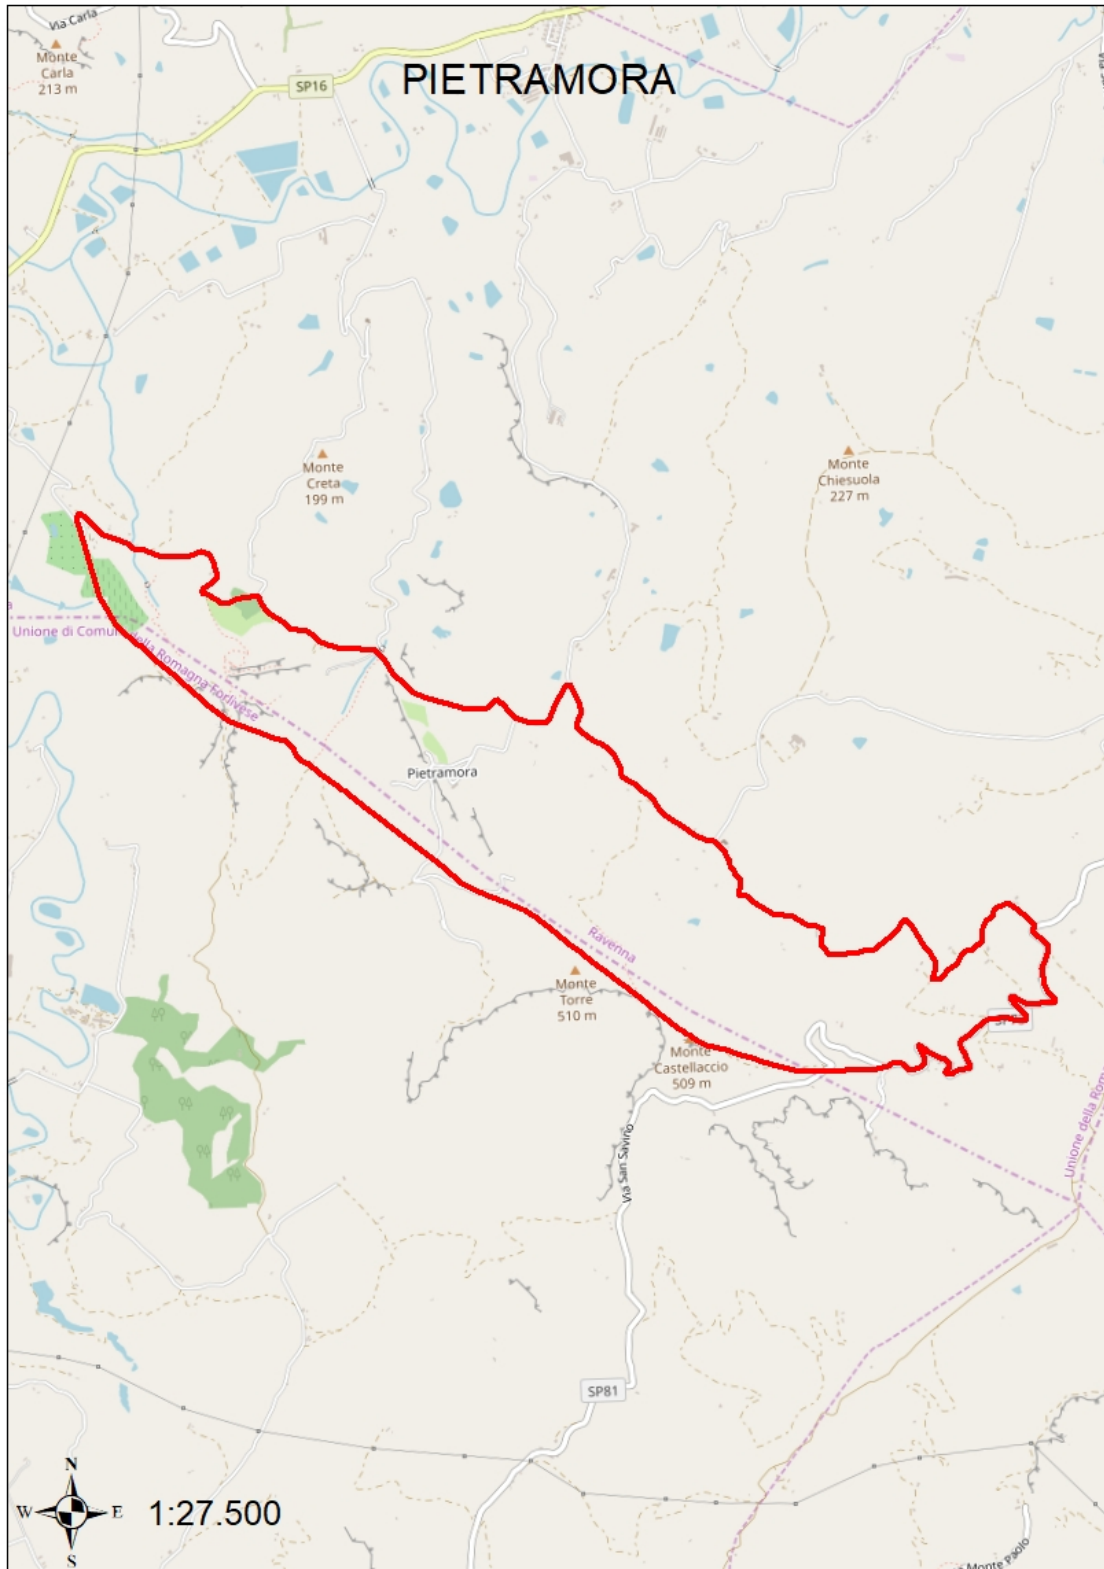 Via Carla
Monte
Carla
213 m
SP16
PIETRAMORA
Monte
Creta
199 m
Monte
Chiesuola
227 m
Unione di Comuni della Romagna Forlivese
Pietramora
Ravenna
Monte
Torre
510 m
Monte
Castellaccio
509 m
Via San Savino
Unione della Rom
SP81
N
W E
S
1:27.500
Monte Paolo